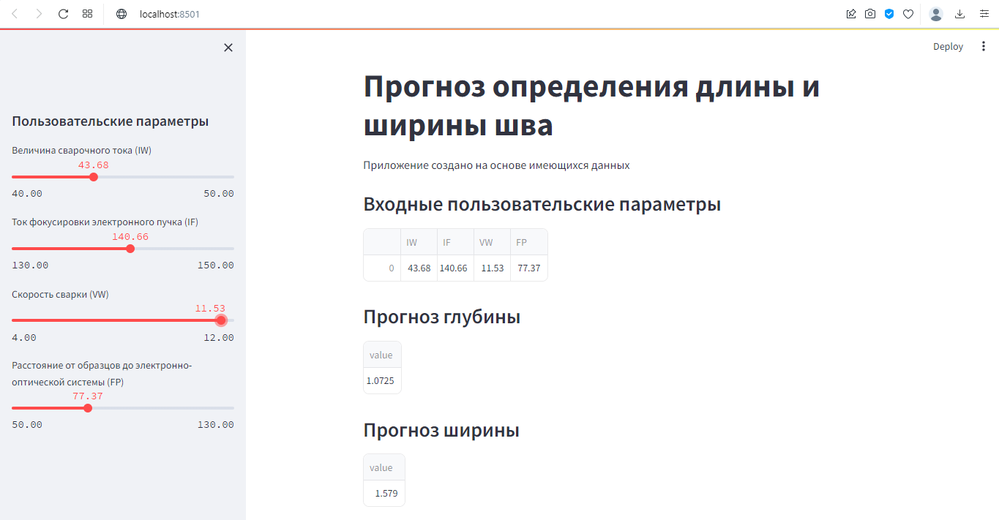 localhost:8501
Deploy
Пользовательские параметры
Величина сварочного тока (IW)
43.68
40.00 50.00
Ток фокусировки электронного пучка (IF)
140.66
130.00 150.00
Скорость сварки (VW)
11.53
4.00 12.00
Расстояние от образцов до электронно-
оптической системы (FP)
77.37
50.00 130.00
Прогноз определения длины и
ширины шва
Приложение создано на основе имеющихся данных
Входные пользовательские параметры
IW IF VW FP
0 43.68 140.66 11.53 77.37
Прогноз глубины
value
1.0725
Прогноз ширины
value
1.579